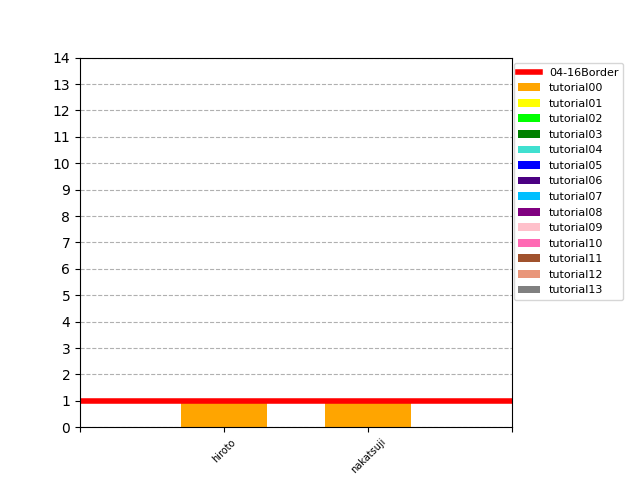 14
13
12
11
10
9
8
7
6
5
4
3
2
1
0
hiroto
nakatsuji
04-16Border
tutorial00
tutorial01
tutorial02
tutorial03
tutorial04
tutorial05
tutorial06
tutorial07
tutorial08
tutorial09
tutorial10
tutorial11
tutorial12
tutorial13